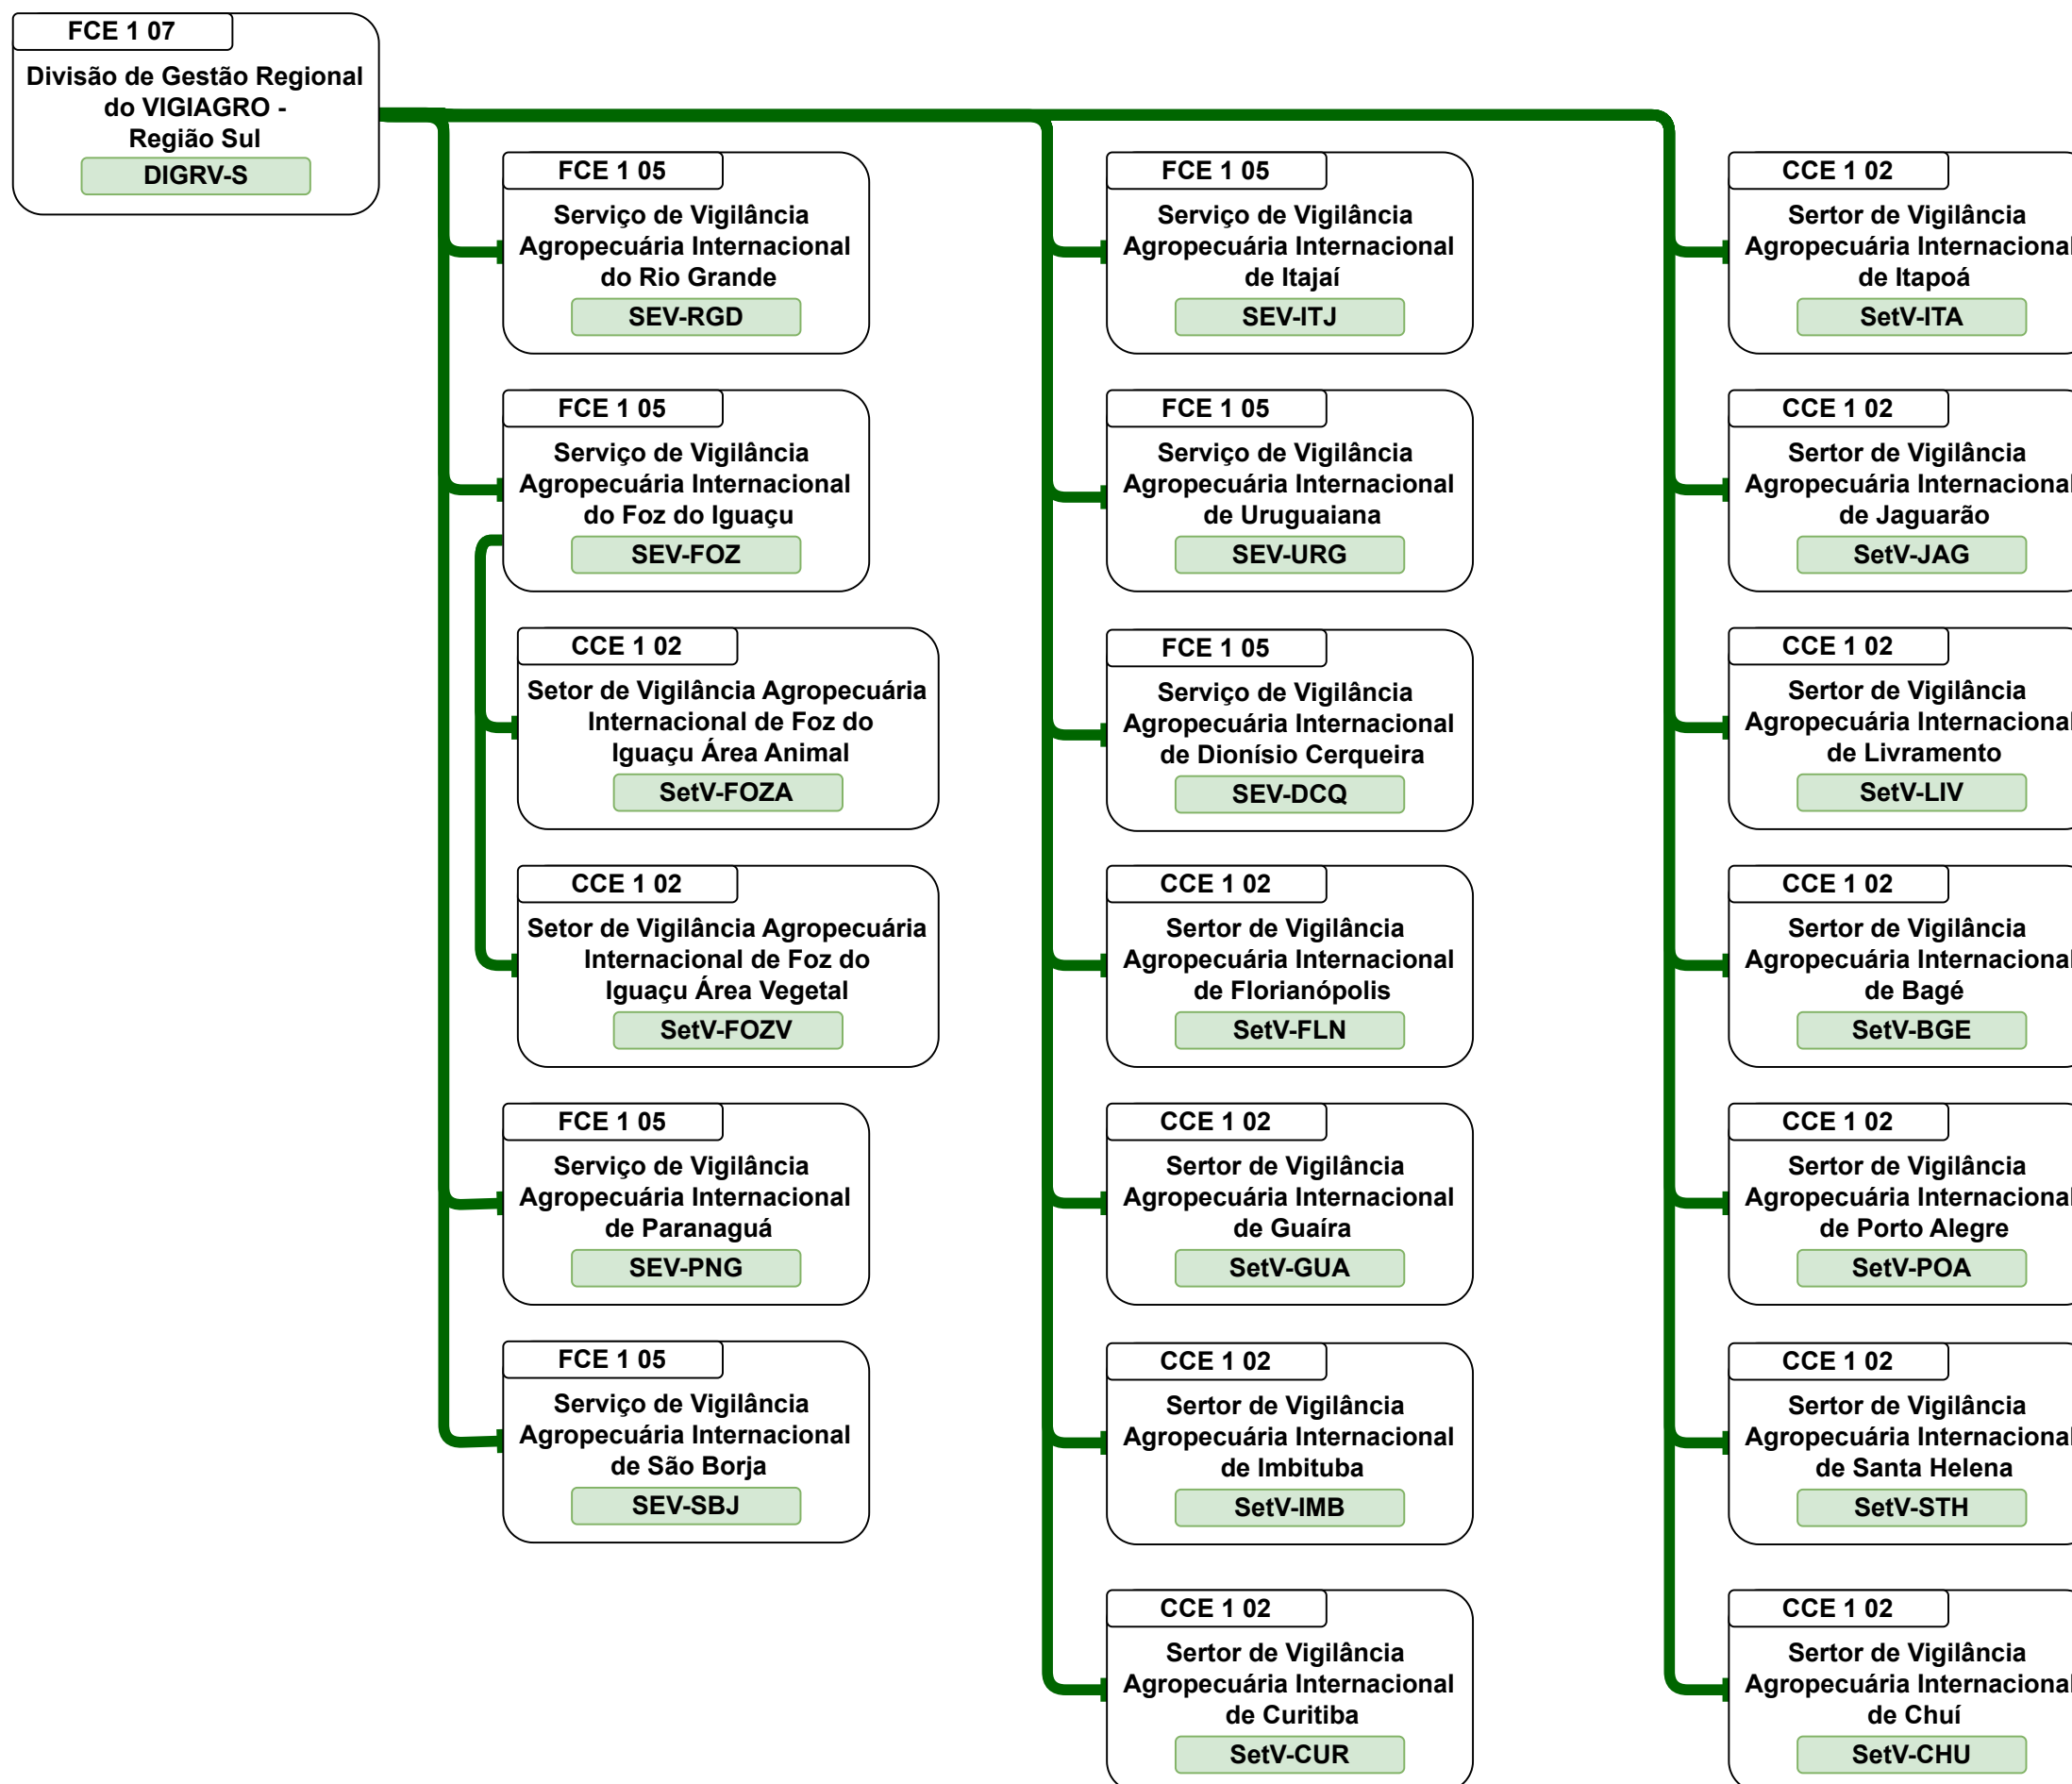 FCE 1 07
Divisão de Gestão Regional
do VIGIAGRO -
Região Sul
DIGRV-S
FCE 1 05
Serviço de Vigilância
Agropecuária Internacional
do Rio Grande
SEV-RGD
FCE 1 05
Serviço de Vigilância
Agropecuária Internacional
do Foz do Iguaçu
SEV-FOZ
CCE 1 02
Setor de Vigilância Agropecuária
Internacional de Foz do
Iguaçu Área Animal
SetV-FOZA
CCE 1 02
Setor de Vigilância Agropecuária
Internacional de Foz do
Iguaçu Área Vegetal
SetV-FOZV
FCE 1 05
Serviço de Vigilância
Agropecuária Internacional
de Paranaguá
SEV-PNG
FCE 1 05
Serviço de Vigilância
Agropecuária Internacional
de São Borja
SEV-SBJ
FCE 1 05
Serviço de Vigilância
Agropecuária Internacional
de Itajaí
SEV-ITJ
FCE 1 05
Serviço de Vigilância
Agropecuária Internacional
de Uruguaiana
SEV-URG
FCE 1 05
Serviço de Vigilância
Agropecuária Internacional
de Dionísio Cerqueira
SEV-DCQ
CCE 1 02
Sertor de Vigilância
Agropecuária Internacional
de Florianópolis
SetV-FLN
CCE 1 02
Sertor de Vigilância
Agropecuária Internacional
de Guaíra
SetV-GUA
CCE 1 02
Sertor de Vigilância
Agropecuária Internacional
de Imbituba
SetV-IMB
CCE 1 02
Sertor de Vigilância
Agropecuária Internacional
de Curitiba
SetV-CUR
CCE 1 02
Sertor de Vigilância
Agropecuária Internacional
de Itapoá
SetV-ITA
CCE 1 02
Sertor de Vigilância
Agropecuária Internacional
de Jaguarão
SetV-JAG
CCE 1 02
Sertor de Vigilância
Agropecuária Internacional
de Livramento
SetV-LIV
CCE 1 02
Sertor de Vigilância
Agropecuária Internacional
de Bagé
SetV-BGE
CCE 1 02
Sertor de Vigilância
Agropecuária Internacional
de Porto Alegre
SetV-POA
CCE 1 02
Sertor de Vigilância
Agropecuária Internacional
de Santa Helena
SetV-STH
CCE 1 02
Sertor de Vigilância
Agropecuária Internacional
de Chuí
SetV-CHU